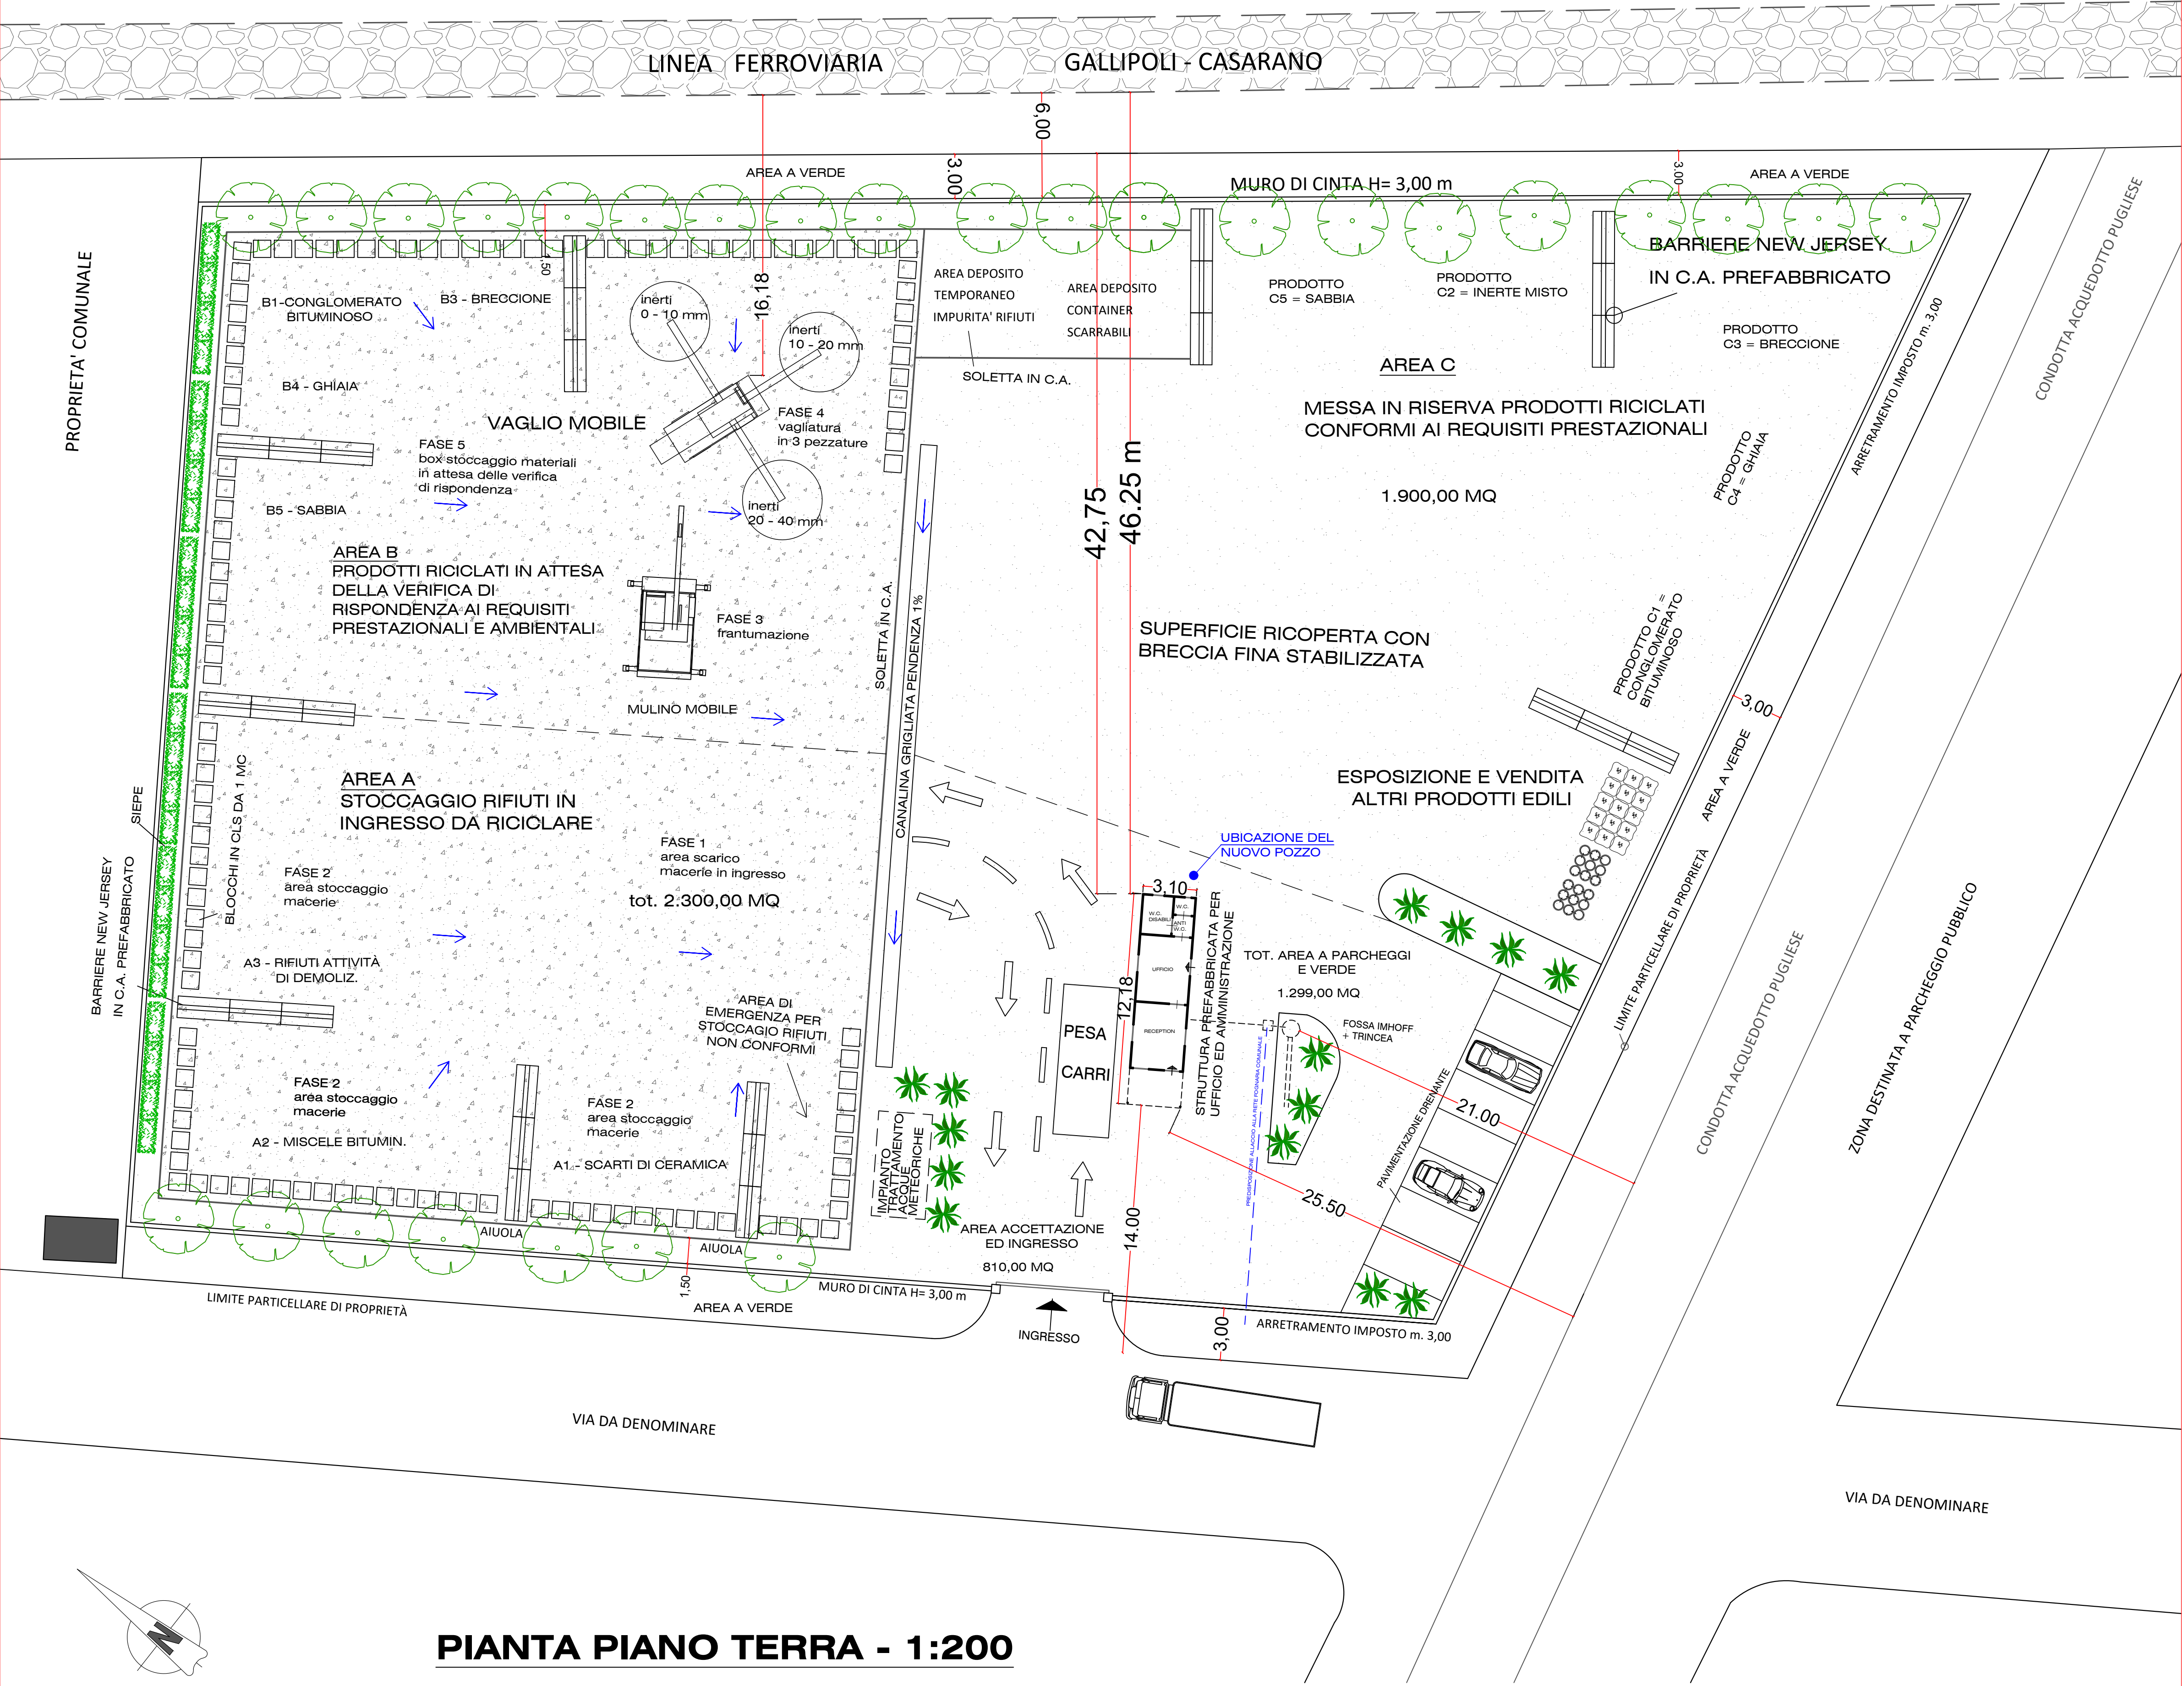 LINEA FERROVIARIA GALLIPOLI - CASARANO
6,00
3.00
3,00
AREA A VERDE
MURO DI CINTA H= 3,00 m
AREA A VERDE
PROPRIETA' COMUNALE
1,50
16,18
B1-CONGLOMERATO
BITUMINOSO
B3 - BRECCIONE
inerti
0 - 10 mm
inerti
10 - 20 mm
AREA DEPOSITO
TEMPORANEO
IMPURITA' RIFIUTI
AREA DEPOSITO
CONTAINER
SCARRABILI
SOLETTA IN C.A.
PRODOTTO
C5 = SABBIA
PRODOTTO
C2 = INERTE MISTO
BARRIERE NEW JERSEY
IN C.A. PREFABBRICATO
PRODOTTO
C3 = BRECCIONE
ARRETRAMENTO IMPOSTO m. 3,00
CONDOTTA ACQUEDOTTO PUGLIESE
B4 - GHIAIA
VAGLIO MOBILE
FASE 4
vagliatura
in 3 pezzature
FASE 5
box stoccaggio materiali
in attesa delle verifica
di rispondenza
inerti
20 - 40 mm
B5 - SABBIA
AREA C
MESSA IN RISERVA PRODOTTI RICICLATI
CONFORMI AI REQUISITI PRESTAZIONALI
1.900,00 MQ
PRODOTTO
C4 = GHIAIA
42,75
46.25 m
AREA B
PRODOTTI RICICLATI IN ATTESA
DELLA VERIFICA DI
RISPONDENZA AI REQUISITI
PRESTAZIONALI E AMBIENTALI
FASE 3
frantumazione
MULINO MOBILE
SOLETTA IN C.A.
CANALINA GRIGLIATA PENDENZA 1%
SUPERFICIE RICOPERTA CON
BRECCIA FINA STABILIZZATA
PRODOTTO C1 =
CONGLOMERATO
BITUMINOSO
3,00
AREA A VERDE
ESPOSIZIONE E VENDITA
ALTRI PRODOTTI EDILI
AREA A
STOCCAGGIO RIFIUTI IN
INGRESSO DA RICICLARE
SIEPE
BLOCCHI IN CLS DA 1 MC
BARRIERE NEW JERSEY
IN C.A. PREFABBRICATO
FASE 2
area stoccaggio
macerie
FASE 1
area scarico
macerie in ingresso
tot. 2.300,00 MQ
A3 - RIFIUTI ATTIVITÀ
DI DEMOLIZ.
AREA DI
EMERGENZA PER
STOCCAGIO RIFIUTI
NON CONFORMI
FASE 2
area stoccaggio
macerie
A2 - MISCELE BITUMIN.
FASE 2
area stoccaggio
macerie
A1 - SCARTI DI CERAMICA
UBICAZIONE DEL
NUOVO POZZO
3,10
W.C.
DISABILI
W.C.
ANTI
W.C.
UFFICIO
RECEPTION
12,18
PESA
CARRI
STRUTTURA PREFABBRICATA PER
UFFICIO ED AMMINISTRAZIONE
TOT. AREA A PARCHEGGI
E VERDE
1.299,00 MQ
FOSSA IMHOFF
+ TRINCEA
PREDISPOSIZIONE ALLACCIO ALLA RETE FOGNARIA COMUNALE
PAVIMENTAZIONE DRENANTE
21.00
25.50
14.00
LIMITE PARTICELLARE DI PROPRIETÀ
CONDOTTA ACQUEDOTTO PUGLIESE
ZONA DESTINATA A PARCHEGGIO PUBBLICO
IMPIANTO
TRATTAMENTO
ACQUE
METEORICHE
AREA ACCETTAZIONE
ED INGRESSO
810,00 MQ
AIUOLA
AIUOLA
1,50
AREA A VERDE
MURO DI CINTA H= 3,00 m
LIMITE PARTICELLARE DI PROPRIETÀ
INGRESSO
3,00
ARRETRAMENTO IMPOSTO m. 3,00
VIA DA DENOMINARE
VIA DA DENOMINARE
N
PIANTA PIANO TERRA - 1:200